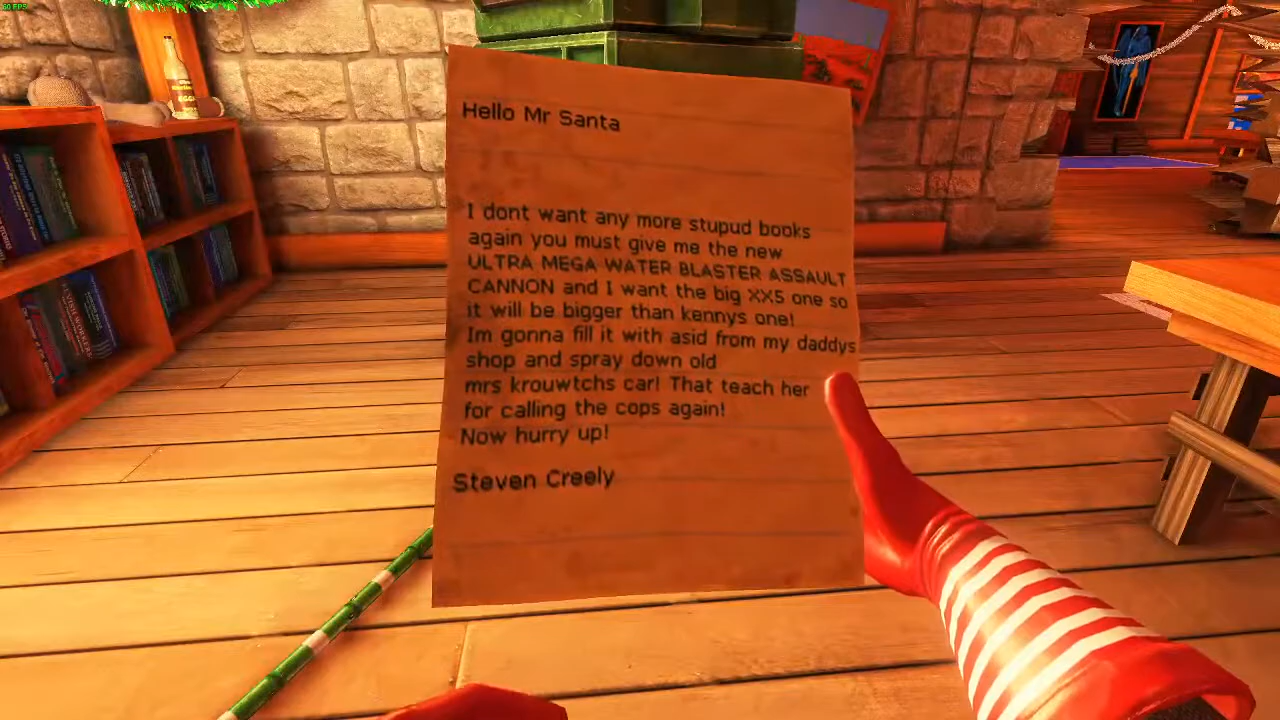 60 FPS
Hello Mr Santa
I dont want any more stupud books
again you must give me the new
ULTRA MEGA WATER BLASTER ASSAULT
CANNON and I want the big XX5 one so
it will be bigger than kennys one!
Im gonna fill it with asid from my daddys
shop and spray down old
mrs krouwtchs car! That teach her
for calling the cops again!
Now hurry up!
Steven Creely